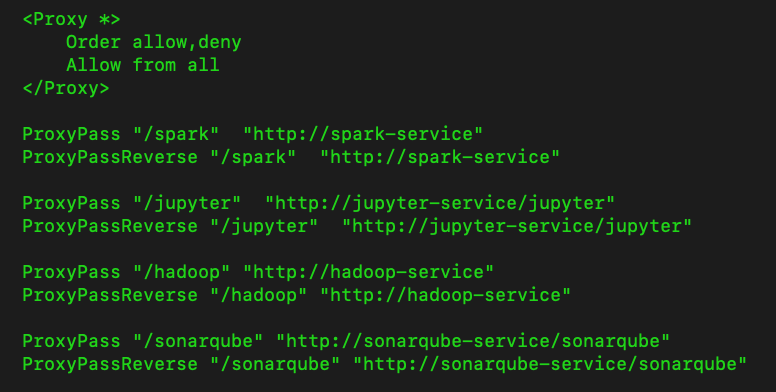 <Proxy *>
    Order allow,deny
    Allow from all
</Proxy>

ProxyPass "/spark"  "http://spark-service"
ProxyPassReverse "/spark"  "http://spark-service"

ProxyPass "/jupyter"  "http://jupyter-service/jupyter"
ProxyPassReverse "/jupyter"  "http://jupyter-service/jupyter"

ProxyPass "/hadoop" "http://hadoop-service"
ProxyPassReverse "/hadoop" "http://hadoop-service"

ProxyPass "/sonarqube" "http://sonarqube-service/sonarqube"
ProxyPassReverse "/sonarqube" "http://sonarqube-service/sonarqube"